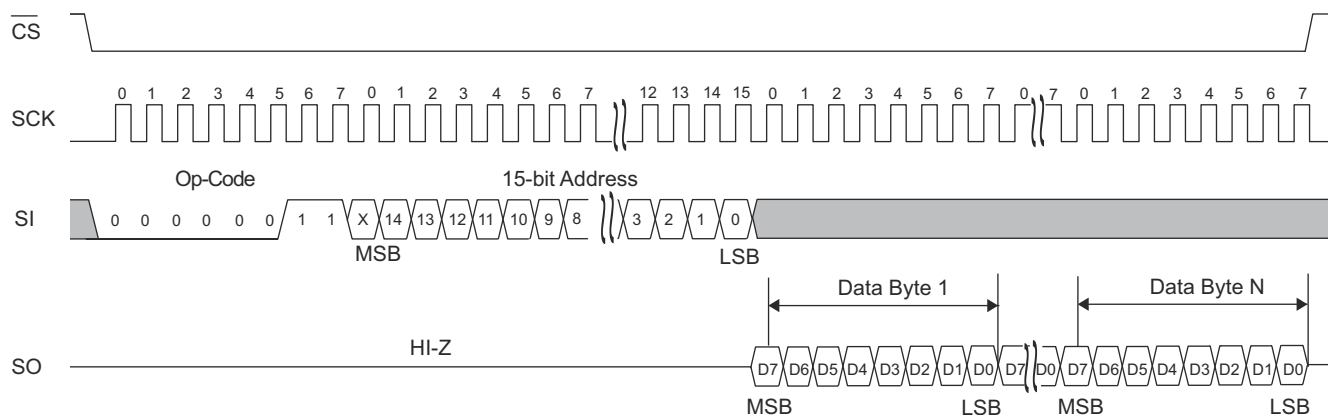 CS
0 1 2 3 4 5 6 7 0 1 2 3 4 5 6 7 12 13 14 15 0 1 2 3 4 5 6 7 0 7 0 1 2 3 4 5 6 7
SCK
Op-Code 15-bit Address
SI 0 0 0 0 0 0 1 1 X 14 13 12 11 10 9 8 3 2 1 0
MSB LSB
Data Byte 1 Data Byte N
HI-Z
SO D7 D6 D5 D4 D3 D2 D1 D0 D7 D0 D7 D6 D5 D4 D3 D2 D1 D0
MSB LSB MSB LSB